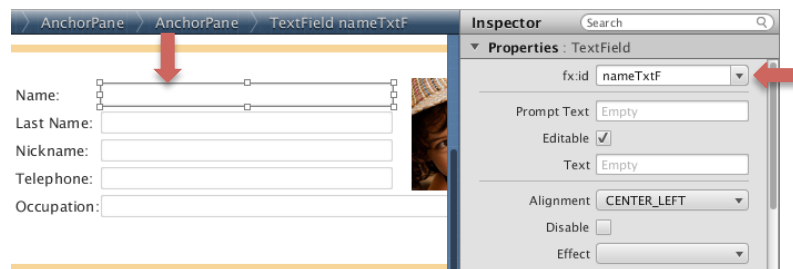 AnchorPane AnchorPane TextField nameTxtF
Name:
Last Name:
Nickname:
Telephone:
Occupation:
Inspector Search
Properties : TextField
fx:id nameTxtF
Prompt Text Empty
Editable
Text Empty
Alignment CENTER_LEFT
Disable
Effect